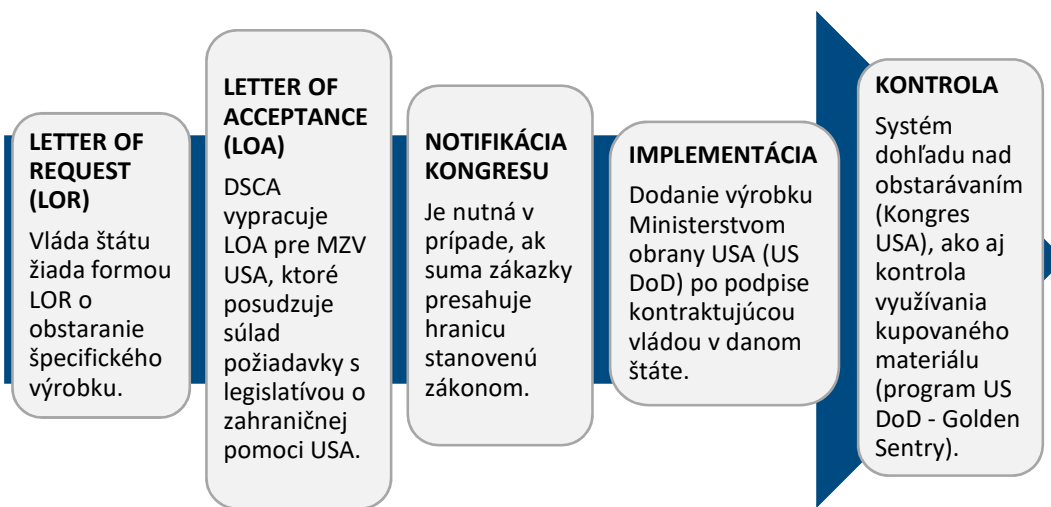 LETTER OF
REQUEST
(LOR)
Vláda štátu
žiada formou
LOR o
obstaranie
špecifického
výrobku.
LETTER OF
ACCEPTANCE
(LOA)
DSCA
vypracuje
LOA pre MZV
USA, ktoré
posudzuje
súlad
požiadavky s
legislatívou o
zahraničnej
pomoci USA.
NOTIFIKÁCIA
KONGRESU
Je nutná v
prípade, ak
suma zákazky
presahuje
hranicu
stanovenú
zákonom.
IMPLEMENTÁCIA
Dodanie výrobku
Ministerstvom
obrany USA (US
DoD) po podpise
kontraktujúcou
vládou v danom
štáte.
KONTROLA
Systém
dohľadu nad
obstarávaním
(Kongres
USA), ako aj
kontrola
využívania
kupovaného
materiálu
(program US
DoD - Golden
Sentry).